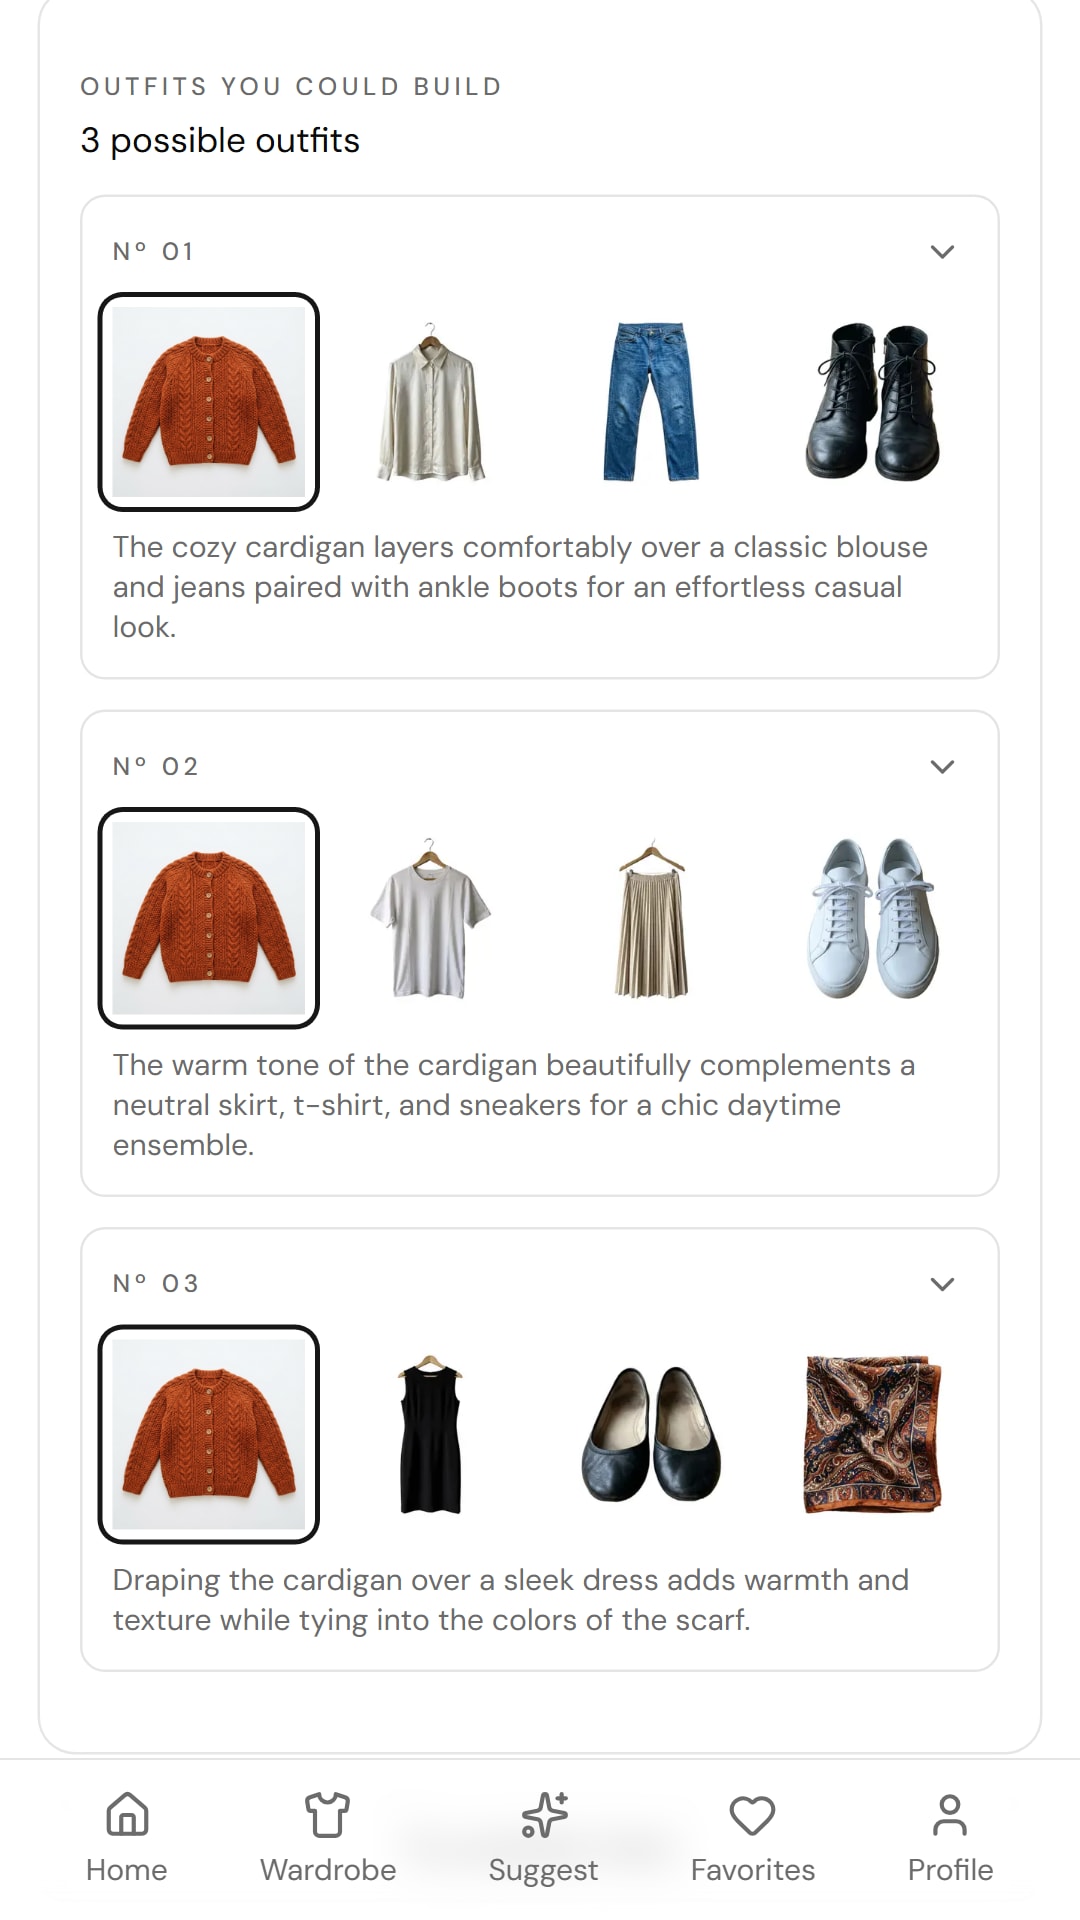 OUTFITS YOU COULD BUILD
3 possible outfits
Nº 01
The cozy cardigan layers comfortably over a classic blouse
and jeans paired with ankle boots for an effortless casual
look.
Nº 02
The warm tone of the cardigan beautifully complements a
neutral skirt, t-shirt, and sneakers for a chic daytime
ensemble.
Nº 03
Draping the cardigan over a sleek dress adds warmth and
texture while tying into the colors of the scarf.
Home
Wardrobe
Suggest
Favorites
Profile